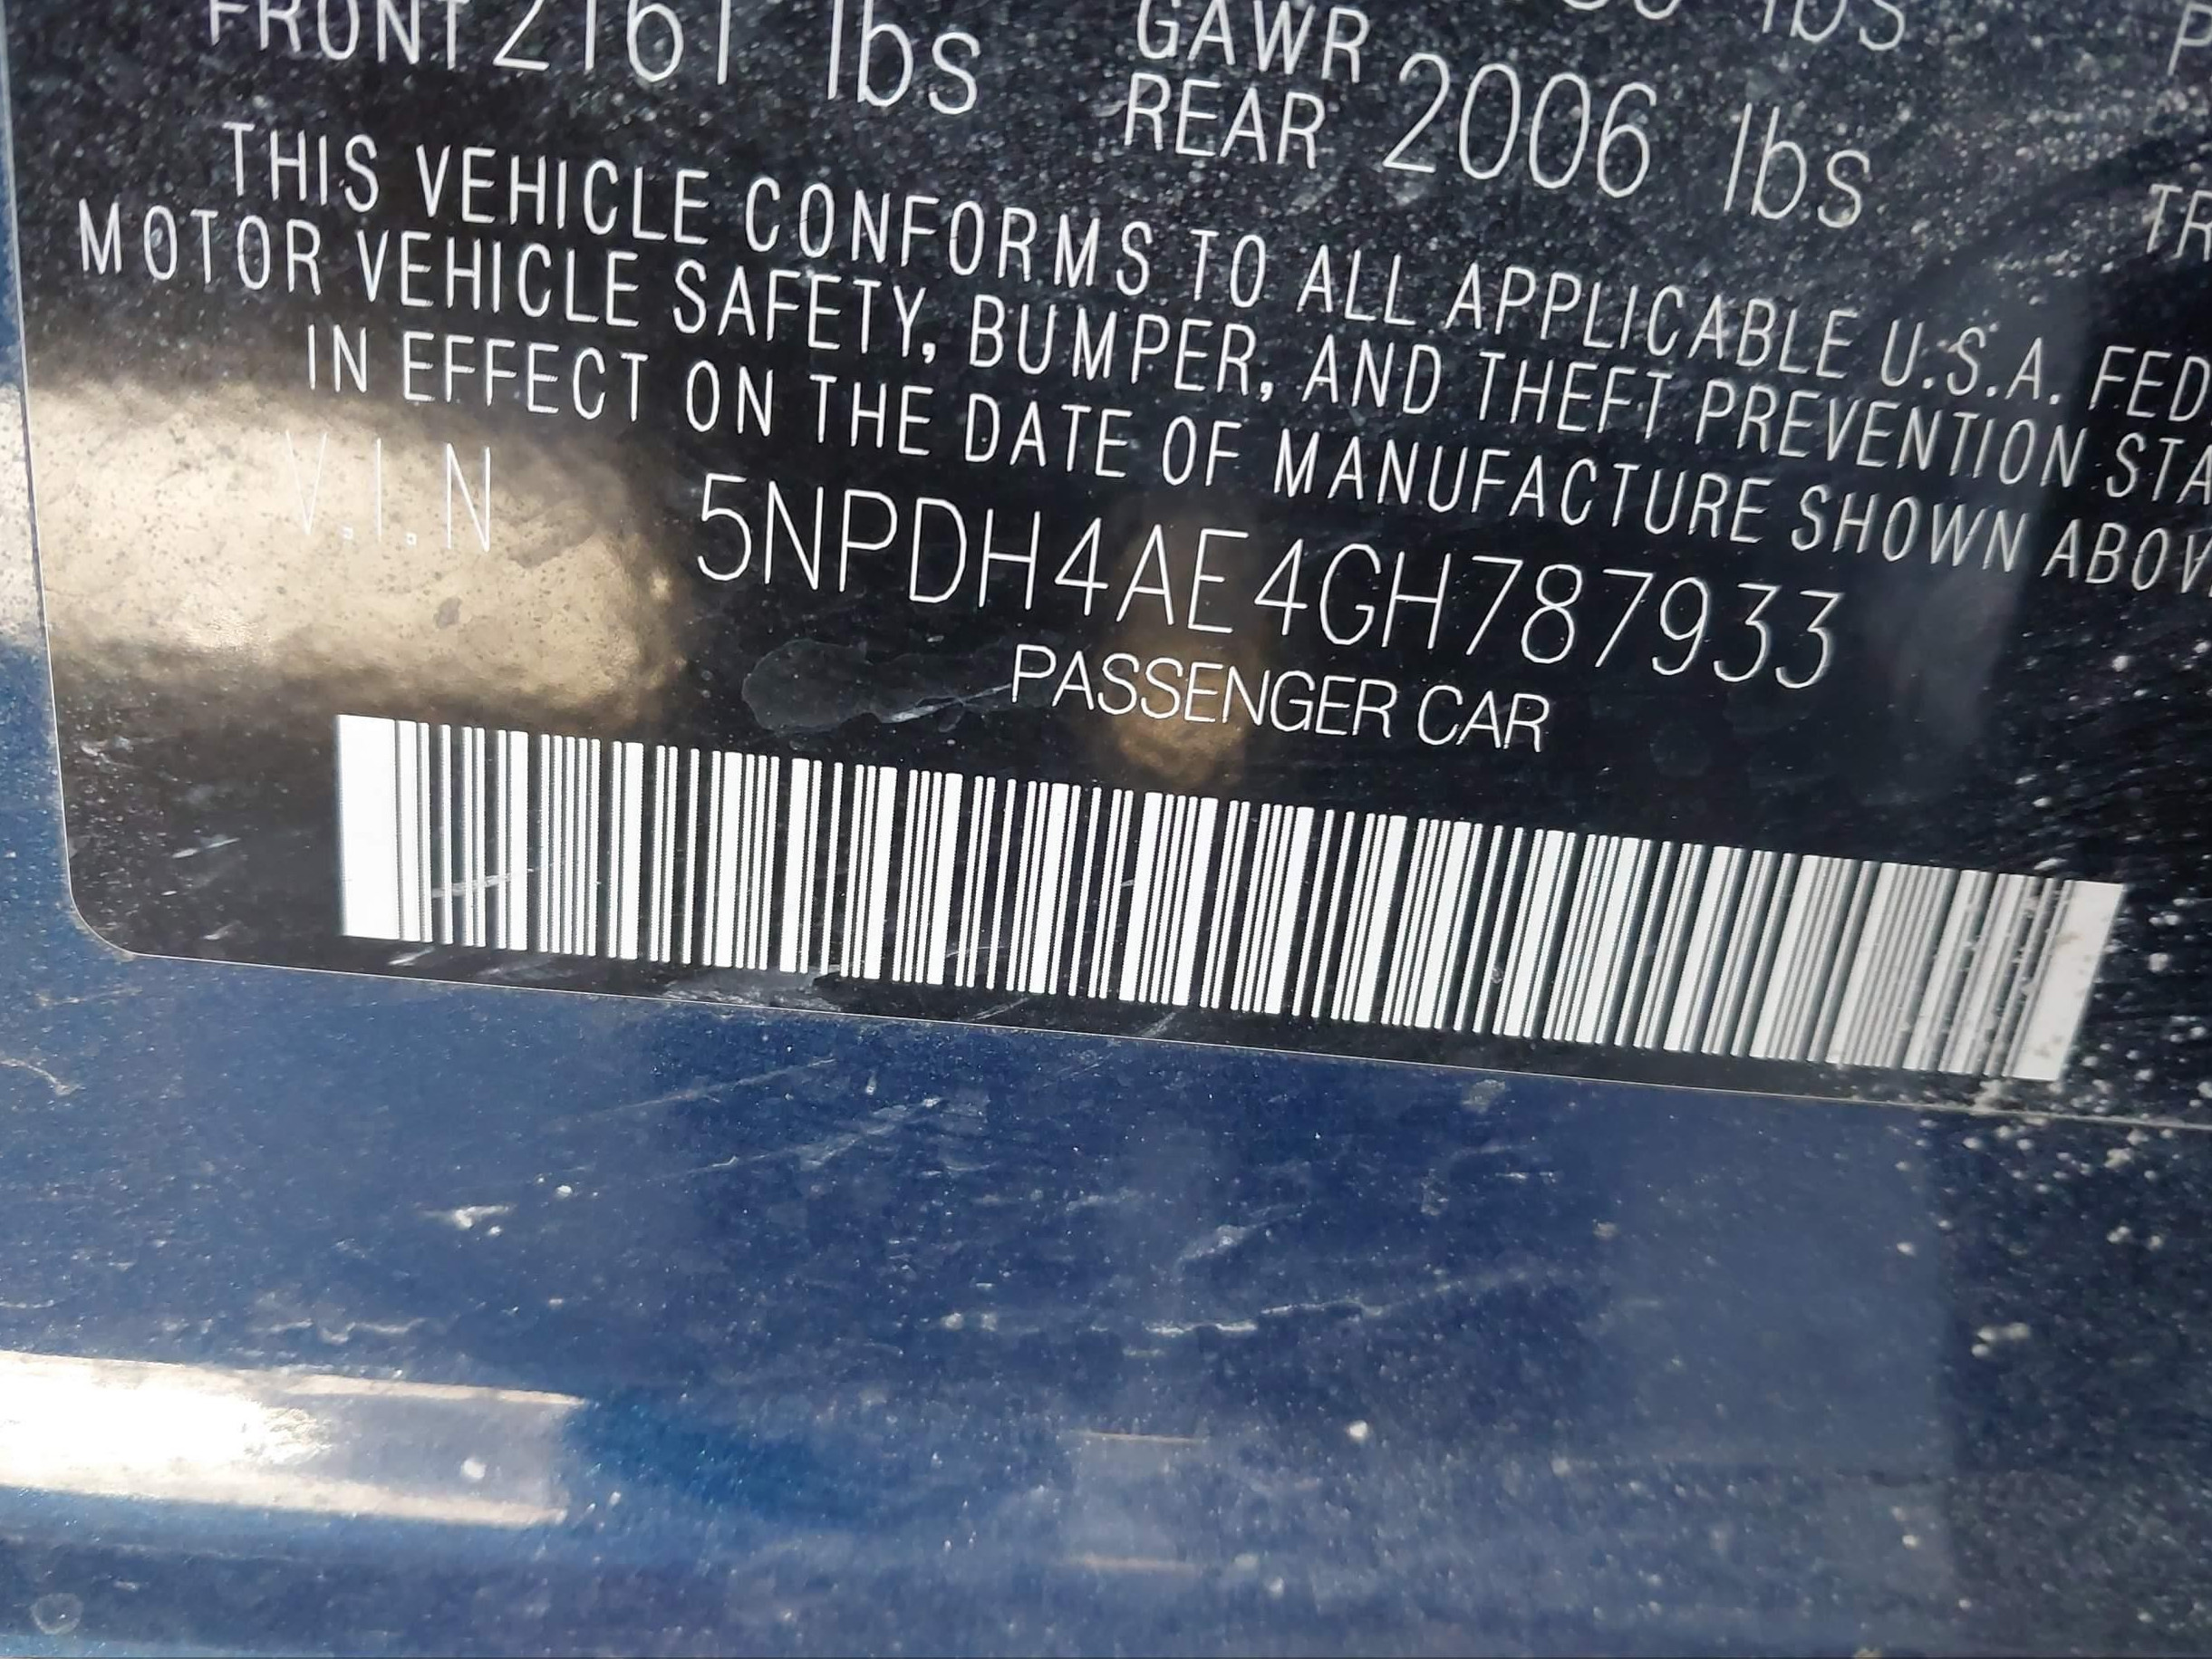 FRONT 2161 lbs GAWR REAR 2006 lbs
THIS VEHICLE CONFORMS TO ALL APPLICABLE U.S.A. FED
MOTOR VEHICLE SAFETY, BUMPER, AND THEFT PREVENTION STA
IN EFFECT ON THE DATE OF MANUFACTURE SHOWN ABOV
V.I.N 5NPDH4AE4GH787933
PASSENGER CAR